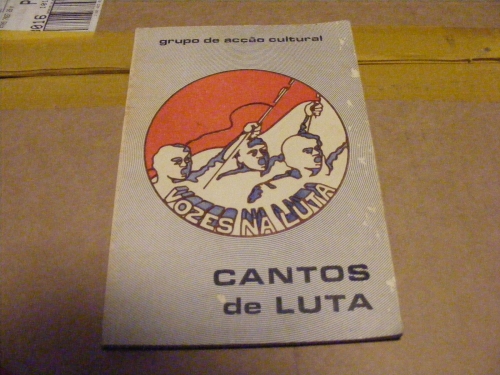 grupo de acção cultural
VOZES NA LUTA
CANTOS
de LUTA